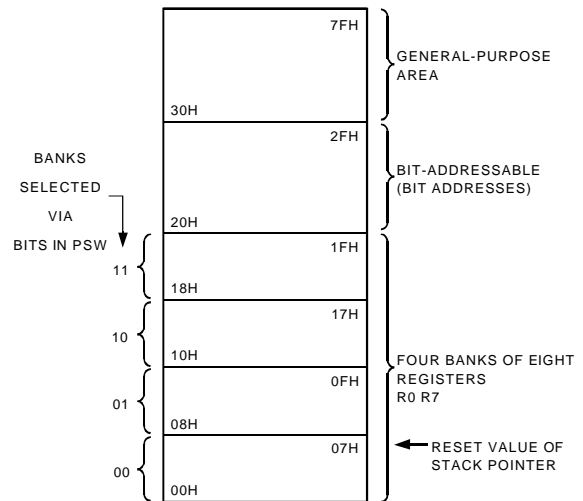 7FH
GENERAL-PURPOSE
AREA
30H
2FH
BANKS
SELECTED
VIA
BITS IN PSW
BIT-ADDRESSABLE
(BIT ADDRESSES)
20H
1FH
11
18H
17H
10
10H
FOUR BANKS OF EIGHT
REGISTERS
R0 R7
0FH
01
08H
07H
RESET VALUE OF
STACK POINTER
00
00H